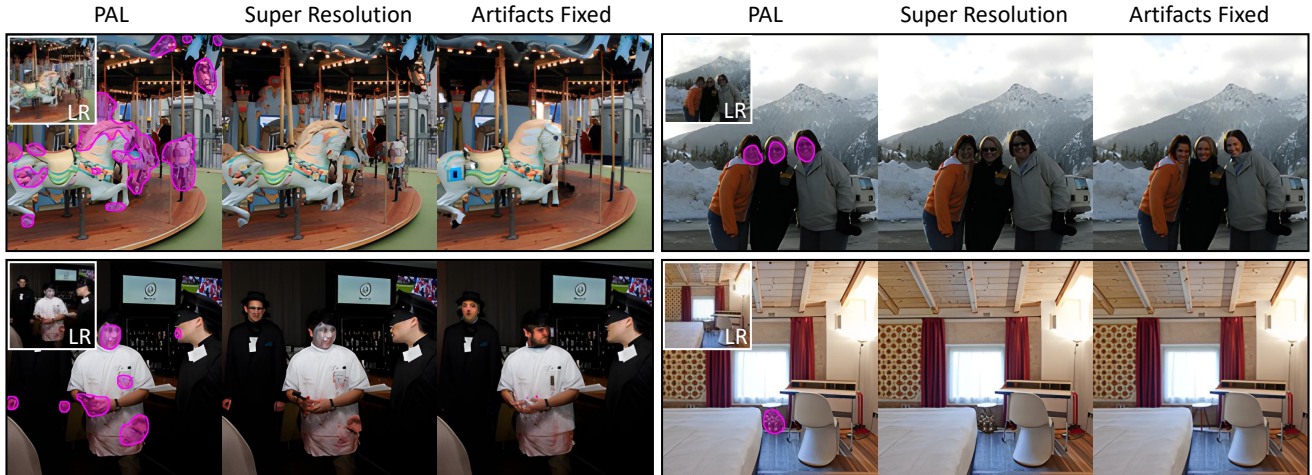 PAL Super Resolution Artifacts Fixed PAL Super Resolution Artifacts Fixed
LR LR
LR LR